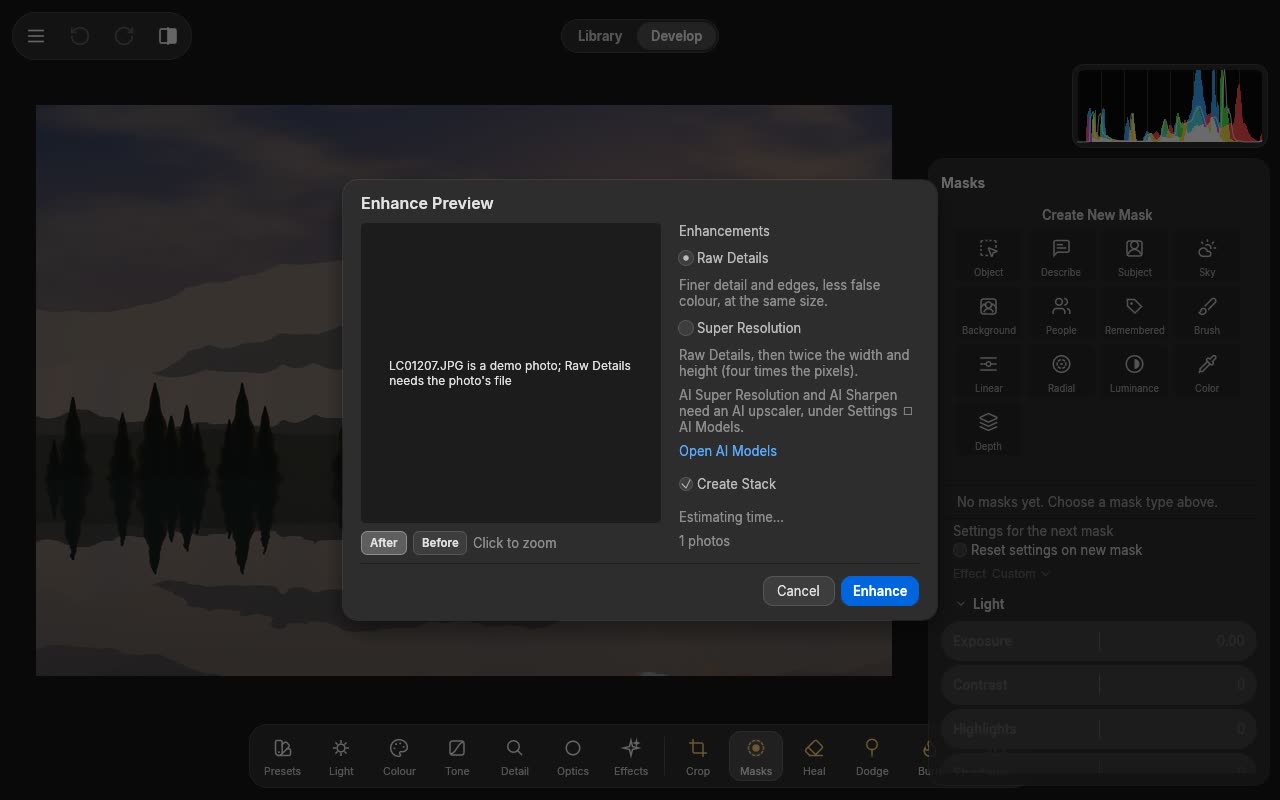 Library Develop
Masks
Create New Mask
Object Describe Subject Sky
Background People Remembered Brush
Linear Radial Luminance Color
Depth
No masks yet. Choose a mask type above.
Settings for the next mask
Reset settings on new mask
Effect Custom
Light
Exposure 0.00
Contrast 0
Highlights 0
Enhance Preview
LC01207.JPG is a demo photo; Raw Details
needs the photo's file
After Before Click to zoom
Enhancements
Raw Details
Finer detail and edges, less false
colour, at the same size.
Super Resolution
Raw Details, then twice the width and
height (four times the pixels).
AI Super Resolution and AI Sharpen
need an AI upscaler, under Settings □
AI Models.
Open AI Models
Create Stack
Estimating time...
1 photos
Cancel Enhance
Presets Light Colour Tone Detail Optics Effects Crop Masks Heal Dodge